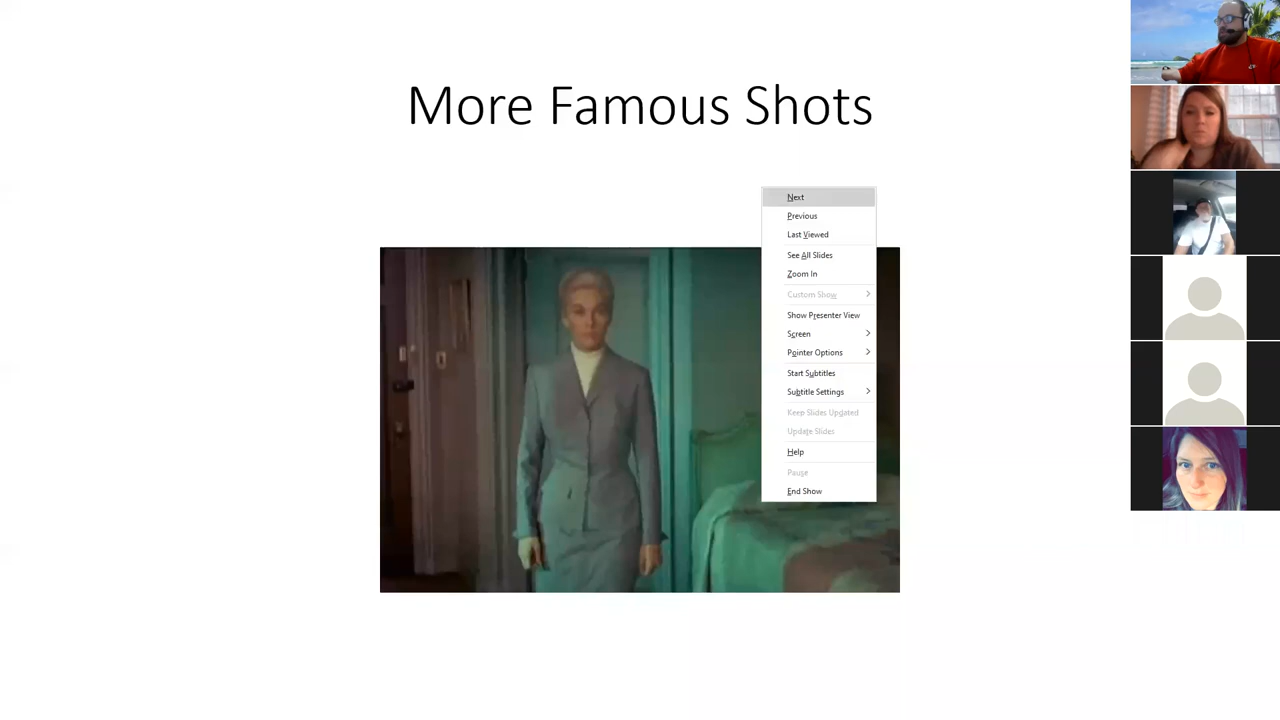 More Famous Shots
Next
Previous
Last Viewed
See All Slides
Zoom In
Custom Show
Show Presenter View
Screen
Pointer Options
Start Subtitles
Subtitle Settings
Keep Slides Updated
Update Slides
Help
Pause
End Show